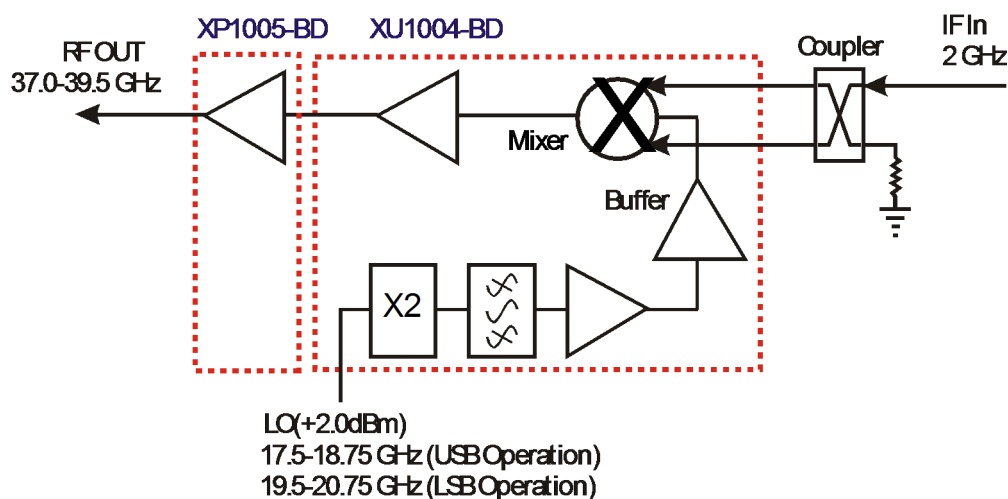 XP1005-BD
XU1004-BD
RF OUT
37.0-39.5 GHz
Coupler
IF In
2 GHz
Mixer
Buffer
X2
LO(+2.0dBm)
17.5-18.75 GHz (USB Operation)
19.5-20.75 GHz (LSB Operation)